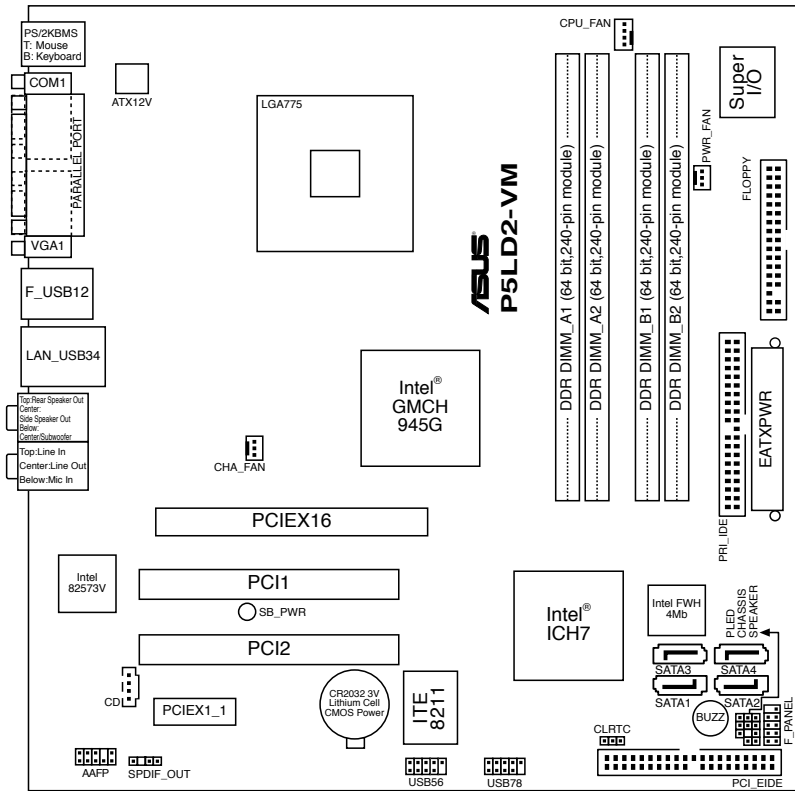 PS/2KBMS
T: Mouse
B: Keyboard
CPU_FAN
COM1
ATX12V
LGA775
Super
I/O
PWR_FAN
PARALLEL PORT
FLOPPY
VGA1
ASUS®
P5LD2-VM
DDR DIMM_A1 (64 bit,240-pin module)
DDR DIMM_A2 (64 bit,240-pin module)
DDR DIMM_B1 (64 bit,240-pin module)
DDR DIMM_B2 (64 bit,240-pin module)
F_USB12
LAN_USB34
Intel®
GMCH
945G
EATXPWR
Top:Rear Speaker Out
Center:
Side Speaker Out
Below:
Center/Subwoofer
Top:Line In
Center:Line Out
Below:Mic In
CHA_FAN
PCIEX16
PRI_IDE
Intel
82573V
PCI1
SB_PWR
PCI2
Intel®
ICH7
Intel FWH
4Mb
PLED
CHASSIS
SPEAKER
SATA3
SATA4
SATA1
SATA2
CD
PCIEX1_1
CR2032 3V
Lithium Cell
CMOS Power
ITE
8211
BUZZ
F_PANEL
CLRTC
AAFP
SPDIF_OUT
USB56
USB78
PCI_EIDE